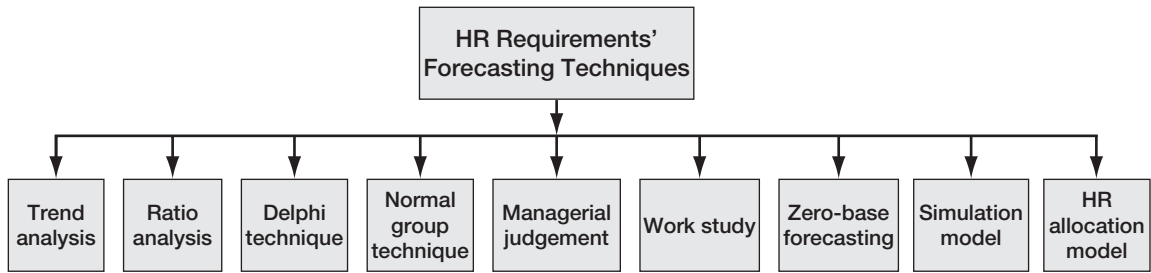 HR Requirements'
Forecasting Techniques
Trend
analysis
Ratio
analysis
Delphi
technique
Normal
group
technique
Managerial
judgement
Work study
Zero-base
forecasting
Simulation
model
HR
allocation
model